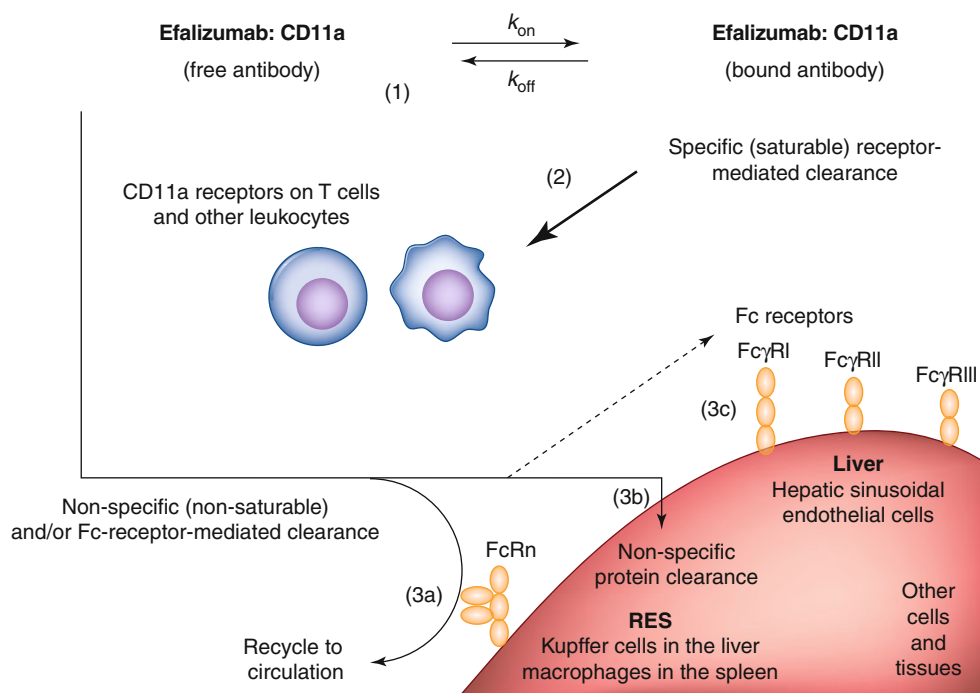 Efalizumab: CD11a
(free antibody)
kon
koff
Efalizumab: CD11a
(bound antibody)
(1)
Specific (saturable) receptor-
mediated clearance
(2)
CD11a receptors on T cells
and other leukocytes
Fc receptors
FcγRI
FcγRII
FcγRIII
(3c)
Liver
Hepatic sinusoidal
endothelial cells
(3b)
Non-specific (non-saturable)
and/or Fc-receptor-mediated clearance
FcRn
Non-specific
protein clearance
(3a)
Other
cells
and
tissues
RES
Kupffer cells in the liver
macrophages in the spleen
Recycle to
circulation